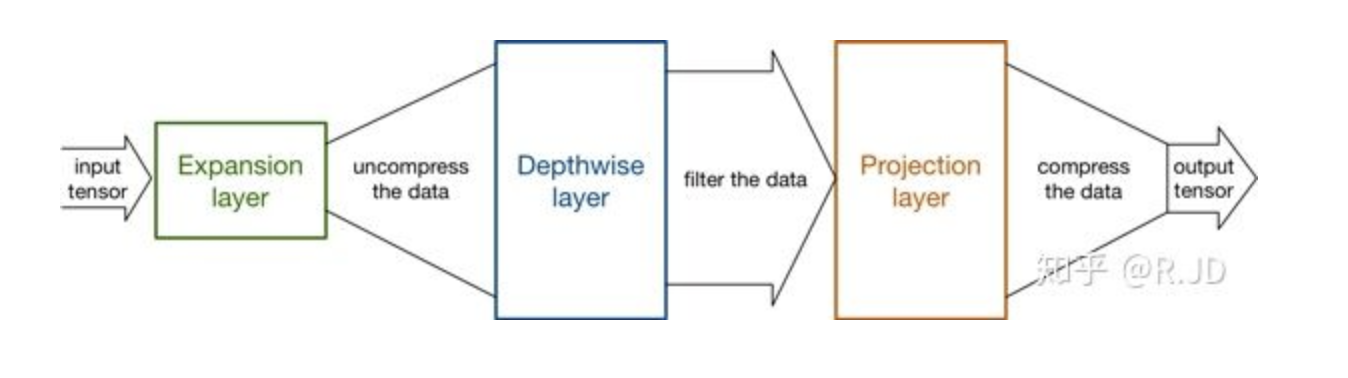 input
tensor
Expansion
layer
uncompress
the data
Depthwise
layer
filter the data
Projection
layer
compress
the data
output
tensor
知乎 @R.JD